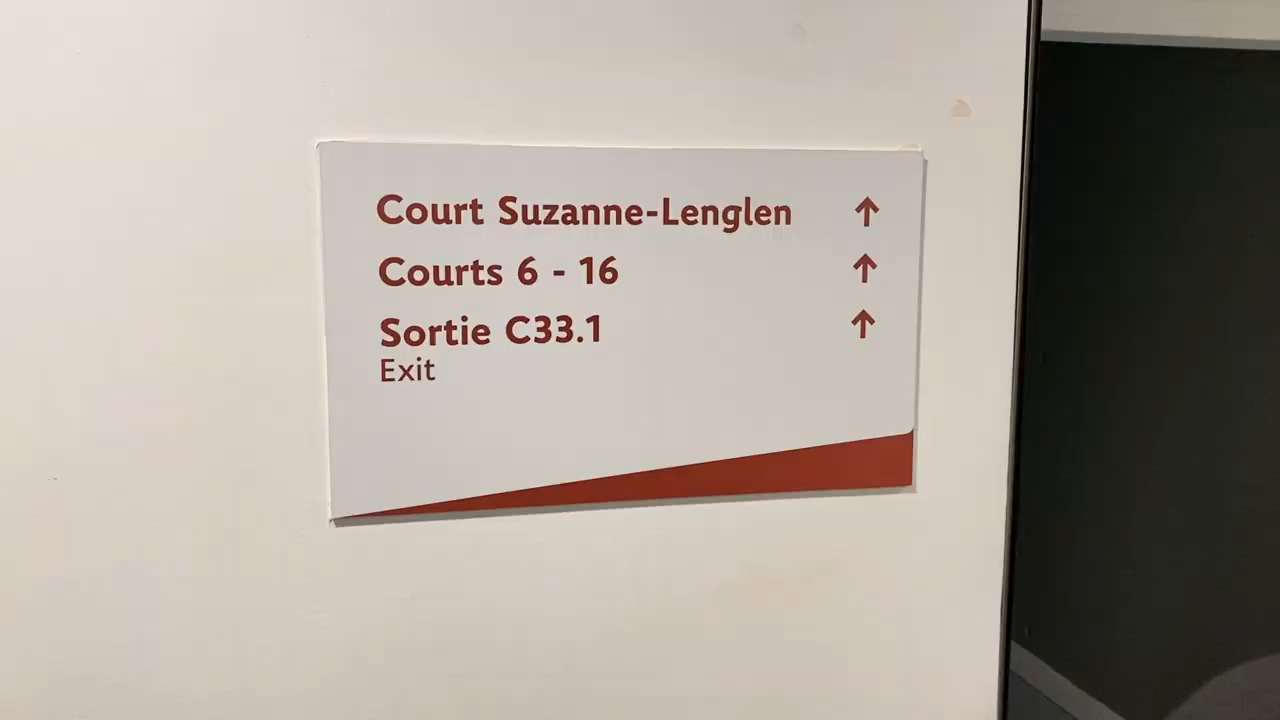 Court Suzanne-Lenglen ↑
Courts 6 - 16 ↑
Sortie C33.1 ↑
Exit